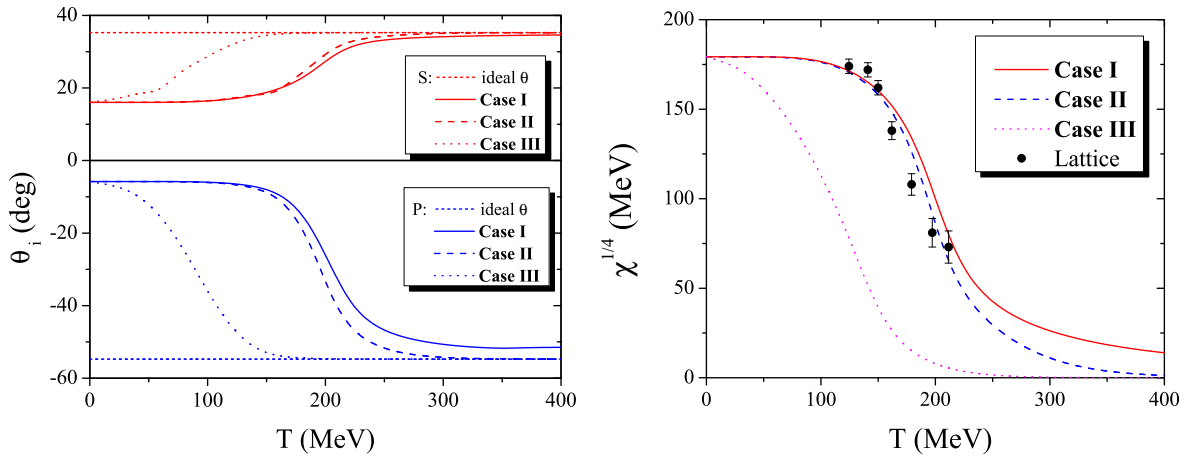 40
20
0
-20
-40
-60
θi (deg)
0 100 200 300 400
T (MeV)
S: ideal θ
Case I
Case II
Case III
P: ideal θ
Case I
Case II
Case III
200
150
100
50
0
χ1/4 (MeV)
0 100 200 300 400
T (MeV)
Case I
Case II
Case III
Lattice